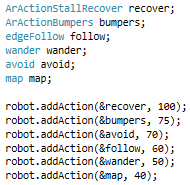 ArActionStallRecover recover;
ArActionBumpers bumpers;
edgeFollow follow;
wander wander;
avoid avoid;
map map;
robot.addAction(&recover, 100);
robot.addAction(&bumpers, 75);
robot.addAction(&avoid, 70);
robot.addAction(&follow, 60);
robot.addAction(&wander, 50);
robot.addAction(&map, 40);